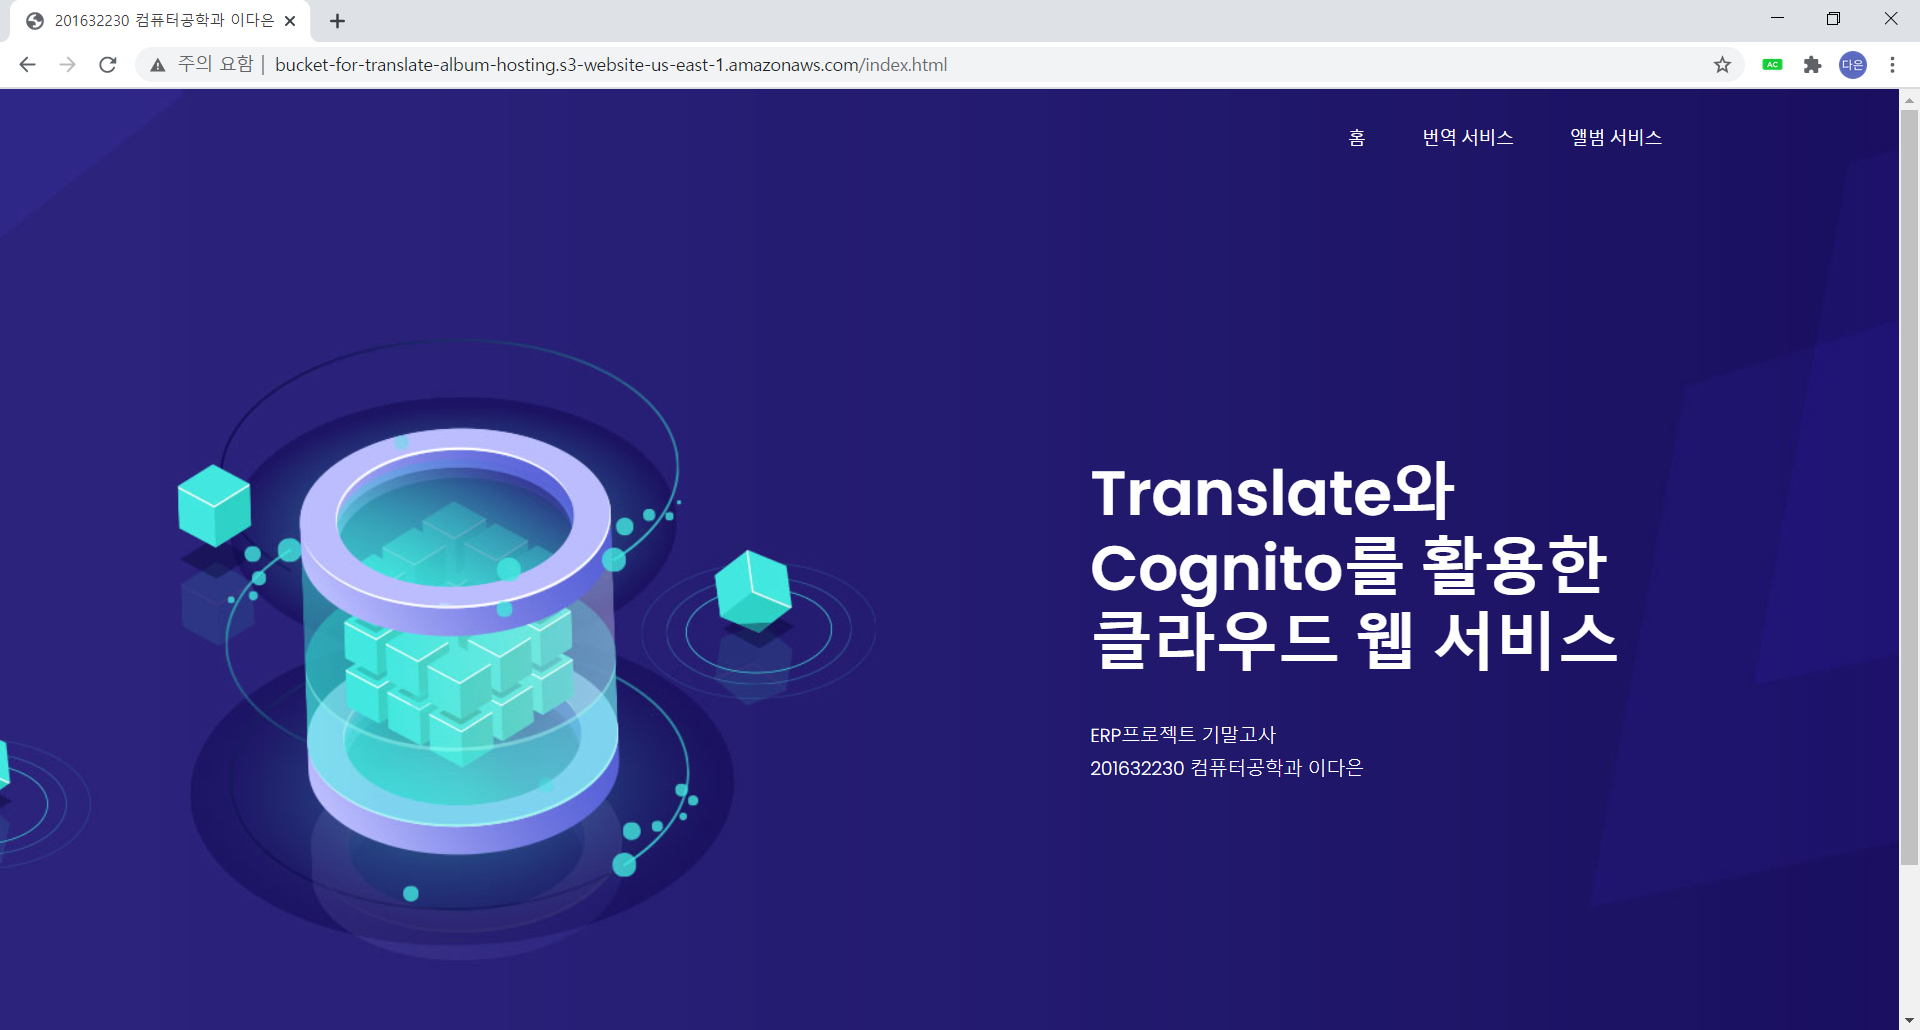 201632230 컴퓨터공학과 이다은
주의 요함 | bucket-for-translate-album-hosting.s3-website-us-east-1.amazonaws.com/index.html
AC
다은
홈 번역 서비스 앨범 서비스
Translate와
Cognito를 활용한
클라우드 웹 서비스
ERP프로젝트 기말고사
201632230 컴퓨터공학과 이다은